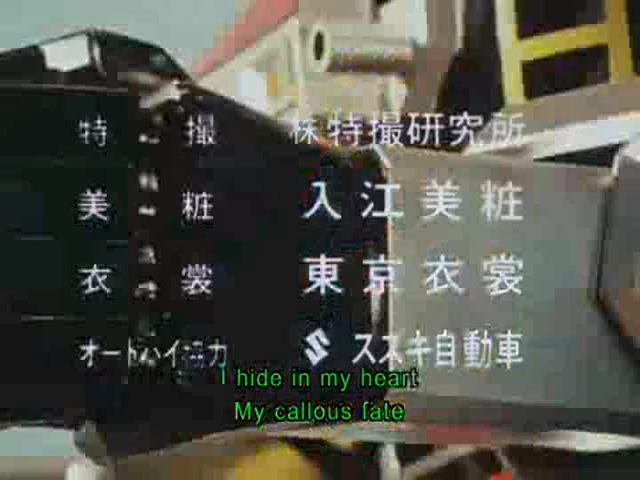 特 撮 ㈱特撮研究所
美 粧 入江美粧
衣 裳 東京衣裳
オートバイ協力 スズキ自動車
I hide in my heart
My callous fate